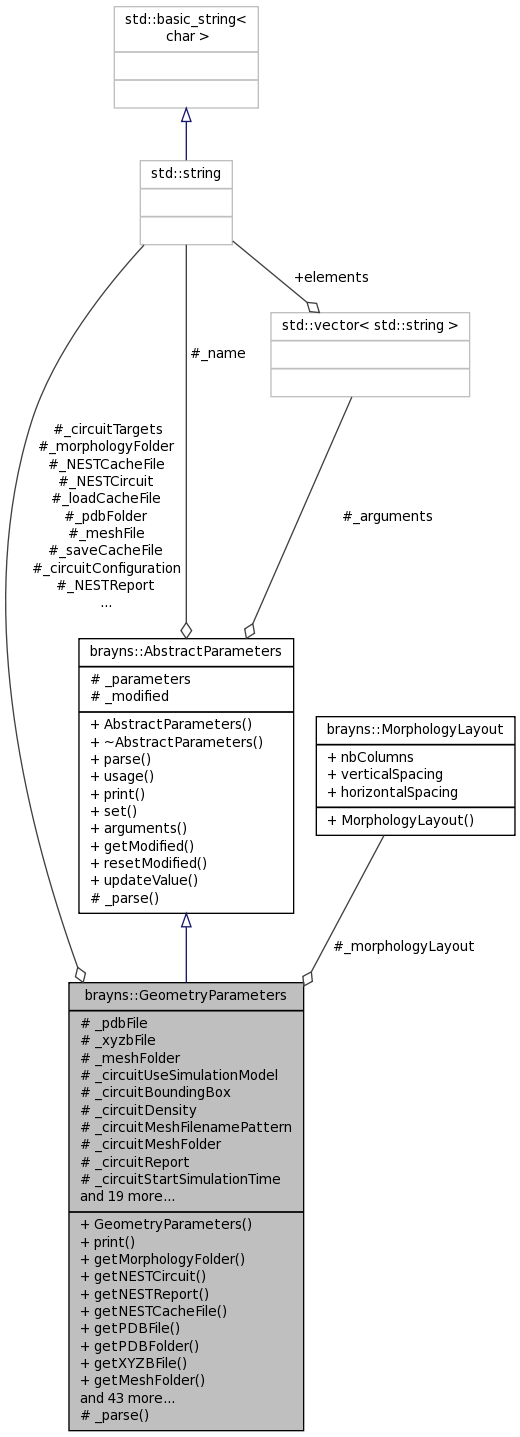 std::basic_string<
char >
std::string
+elements
std::vector< std::string >
#_name
#_circuitTargets
#_morphologyFolder
#_NESTCacheFile
#_NESTCircuit
#_loadCacheFile
#_pdbFolder
#_meshFile
#_saveCacheFile
#_circuitConfiguration
#_NESTReport
...
#_arguments
brayns::AbstractParameters
# _parameters
# _modified
+ AbstractParameters()
+ ~AbstractParameters()
+ parse()
+ usage()
+ print()
+ set()
+ arguments()
+ getModified()
+ resetModified()
+ updateValue()
# _parse()
brayns::MorphologyLayout
+ nbColumns
+ verticalSpacing
+ horizontalSpacing
+ MorphologyLayout()
#_morphologyLayout
brayns::GeometryParameters
# _pdbFile
# _xyzbFile
# _meshFolder
# _circuitUseSimulationModel
# _circuitBoundingBox
# _circuitDensity
# _circuitMeshFilenamePattern
# _circuitMeshFolder
# _circuitReport
# _circuitStartSimulationTime
and 19 more...
+ GeometryParameters()
+ print()
+ getMorphologyFolder()
+ getNESTCircuit()
+ getNESTReport()
+ getNESTCacheFile()
+ getPDBFile()
+ getPDBFolder()
+ getXYZBFile()
+ getMeshFolder()
and 43 more...
# _parse()